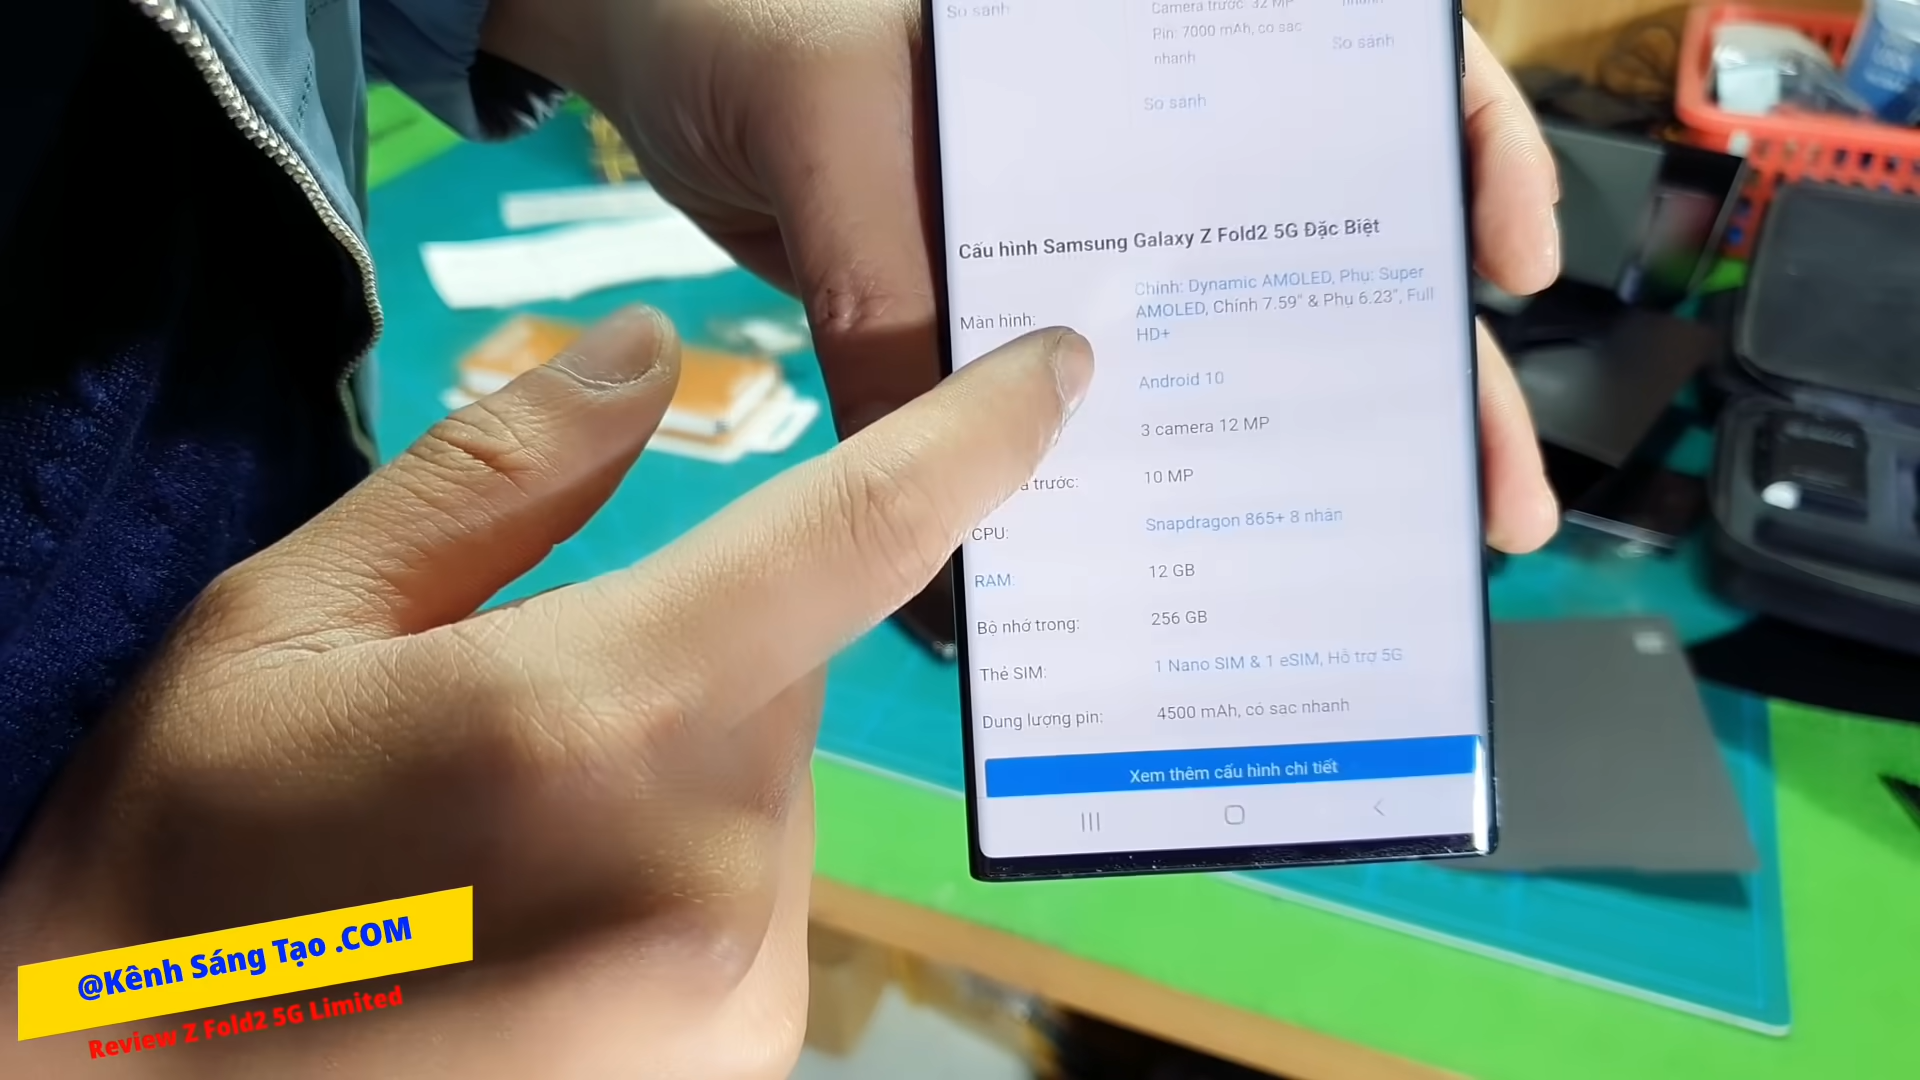 So sánh
Camera trước: 32 MP
Pin: 7000 mAh, có sạc
nhanh
So sánh
nhanh
So sánh
Cấu hình Samsung Galaxy Z Fold2 5G Đặc Biệt
Màn hình:
Chính: Dynamic AMOLED, Phụ: Super
AMOLED, Chính 7.59" & Phụ 6.23", Full
HD+
Android 10
3 camera 12 MP
a trước:
10 MP
CPU:
Snapdragon 865+ 8 nhân
RAM:
12 GB
Bộ nhớ trong:
256 GB
Thẻ SIM:
1 Nano SIM & 1 eSIM, Hỗ trợ 5G
Dung lượng pin:
4500 mAh, có sạc nhanh
Xem thêm cấu hình chi tiết
@Kênh Sáng Tạo .COM
Review Z Fold2 5G Limited